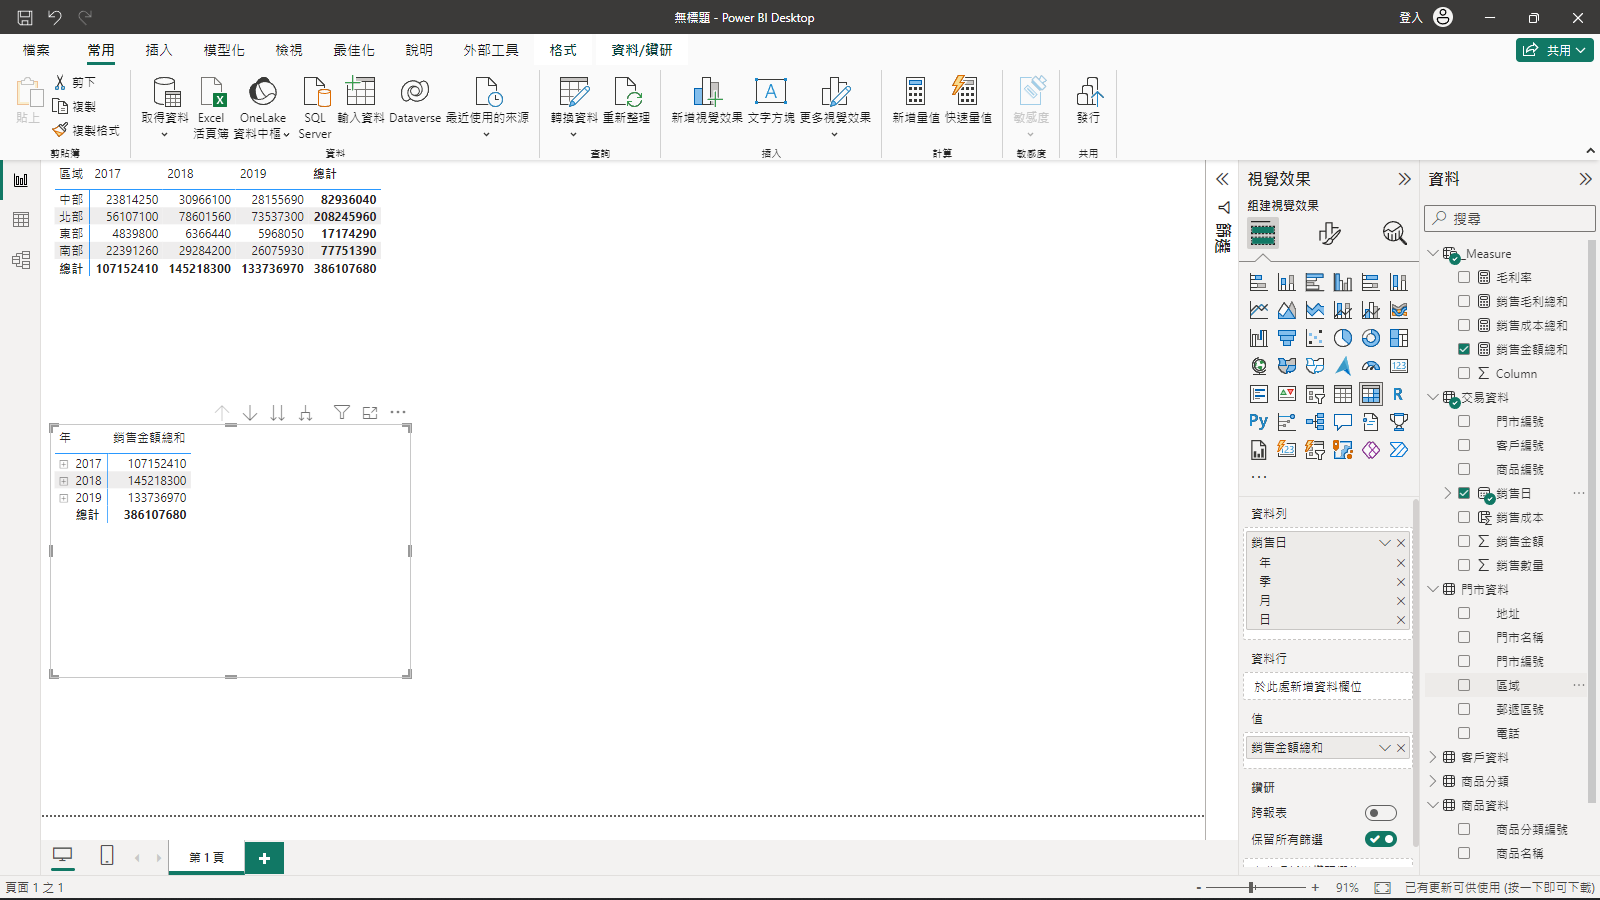 無標題 - Power BI Desktop
登入
檔案 常用 插入 模型化 檢視 最佳化 說明 外部工具 格式 資料/鑽研
共用
貼上
剪下
複製
複製格式
剪貼簿
取得資料
Excel
活頁簿
OneLake
資料中樞
SQL
Server
輸入資料
Dataverse
最近使用的來源
資料
轉換資料
重新整理
查詢
新增視覺效果
文字方塊
更多視覺效果
插入
新增量值
快速量值
計算
敏感度
敏感度
發行
共用
區域 2017 2018 2019 總計
中部 23814250 30966100 28155690 82936040
北部 56107100 78601560 73537300 208245960
東部 4839800 6366440 5968050 17174290
南部 22391260 29284200 26075930 77751390
總計 107152410 145218300 133736970 386107680
年 銷售金額總和
2017 107152410
2018 145218300
2019 133736970
總計 386107680
篩選
視覺效果
組建視覺效果
123
R
Py
123
資料列
銷售日
年
季
月
日
資料行
於此處新增資料欄位
值
銷售金額總和
鑽研
跨報表
保留所有篩選
資料
搜尋
_Measure
毛利率
銷售毛利總和
銷售成本總和
銷售金額總和
Column
交易資料
門市編號
客戶編號
商品編號
銷售日
銷售成本
銷售金額
銷售數量
門市資料
地址
門市名稱
門市編號
區域
郵遞區號
電話
客戶資料
商品分類
商品資料
商品分類編號
商品名稱
第 1 頁
頁面 1 之 1
- + 91%
已有更新可供使用 (按一下即可下載)